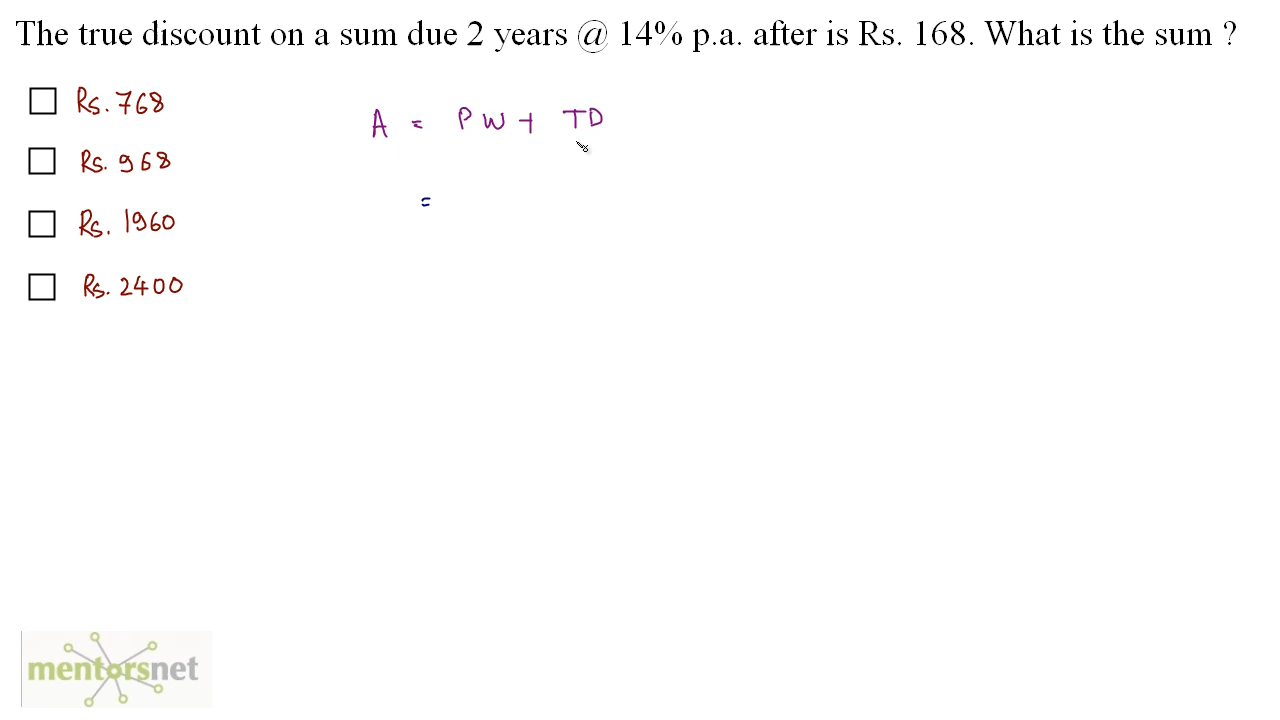 The true discount on a sum due 2 years @ 14% p.a. after is Rs. 168. What is the sum ?
Rs. 768
Rs. 968
Rs. 1960
Rs. 2400
A = PW + TD
=
mentorsnet